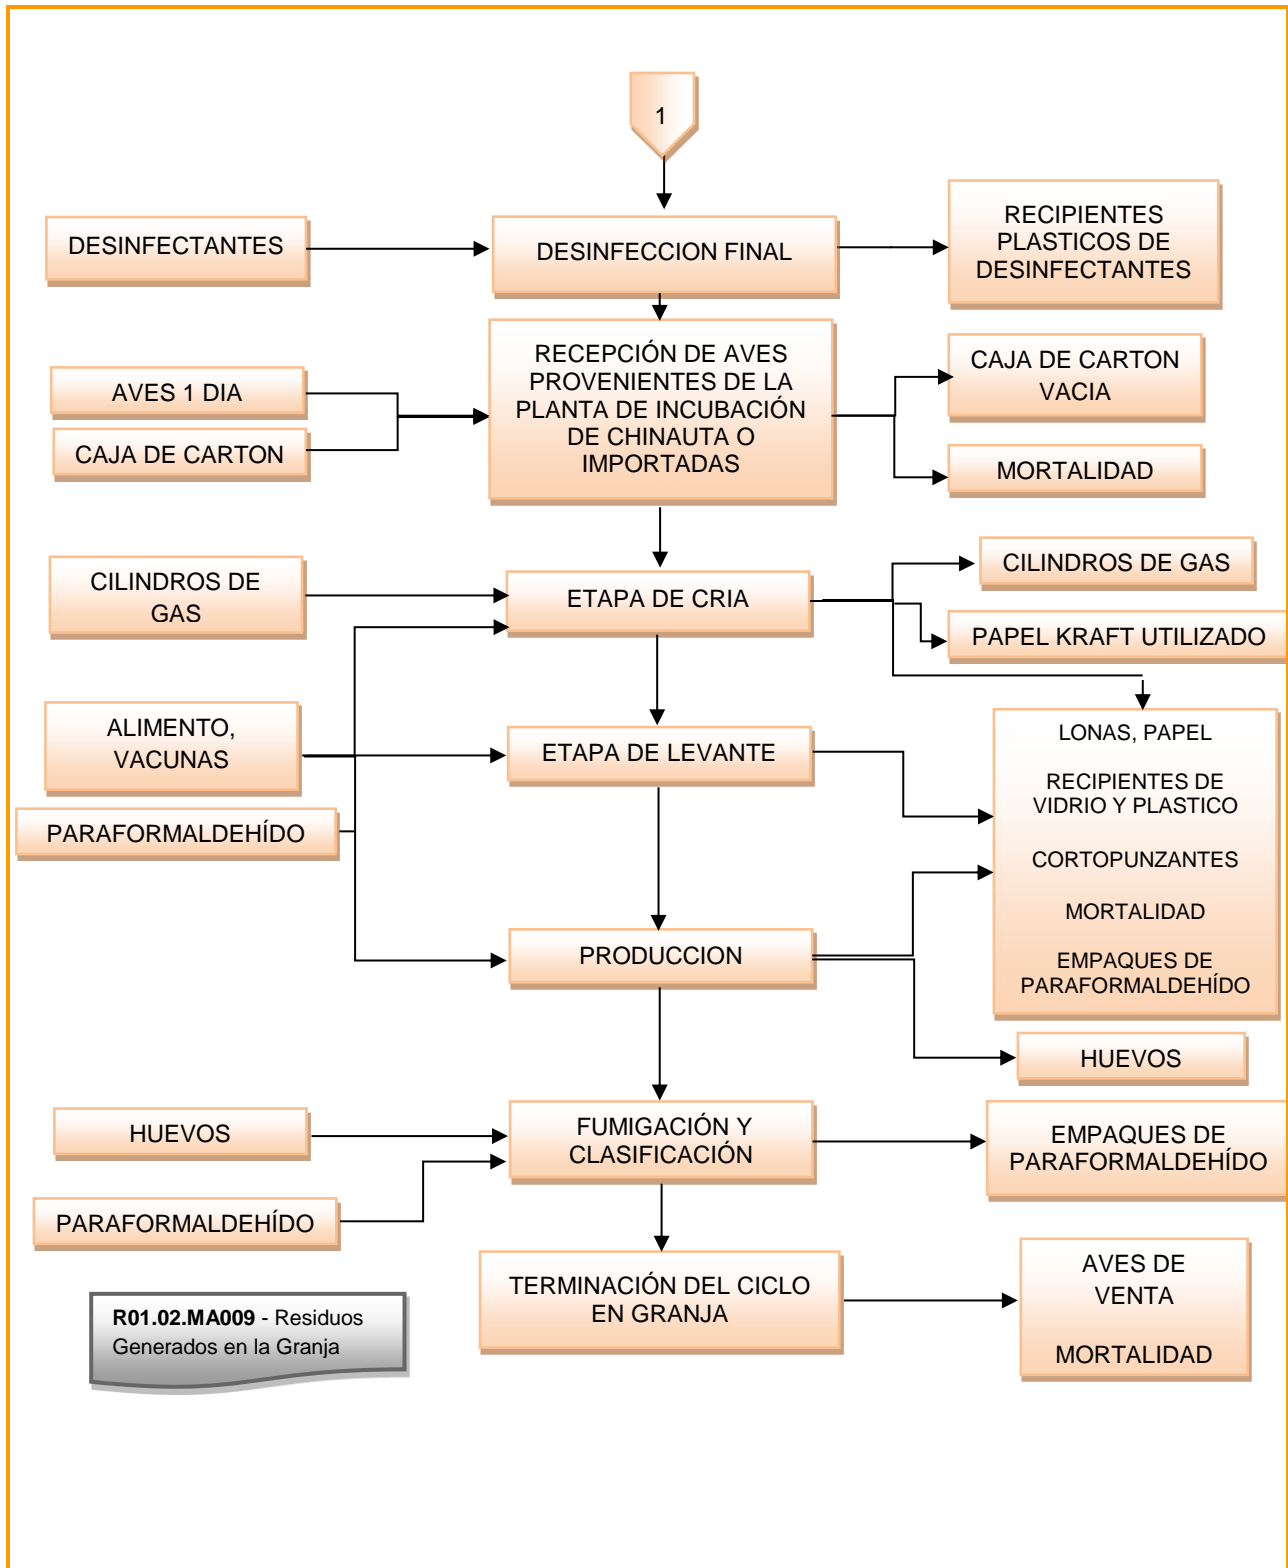 1
DESINFECTANTES
DESINFECCION FINAL
RECIPIENTES
PLASTICOS DE
DESINFECTANTES
AVES 1 DIA
CAJA DE CARTON
RECEPCIÓN DE AVES
PROVENIENTES DE LA
PLANTA DE INCUBACIÓN
DE CHINAUTA O
IMPORTADAS
CAJA DE CARTON
VACIA
MORTALIDAD
CILINDROS DE
GAS
ETAPA DE CRIA
CILINDROS DE GAS
PAPEL KRAFT UTILIZADO
ALIMENTO,
VACUNAS
PARAFORMALDEHÍDO
ETAPA DE LEVANTE
LONAS, PAPEL
RECIPIENTES DE
VIDRIO Y PLASTICO
CORTOPUNZANTES
MORTALIDAD
EMPAQUES DE
PARAFORMALDEHÍDO
PRODUCCION
HUEVOS
HUEVOS
PARAFORMALDEHÍDO
FUMIGACIÓN Y
CLASIFICACIÓN
EMPAQUES DE
PARAFORMALDEHÍDO
TERMINACIÓN DEL CICLO
EN GRANJA
AVES DE
VENTA
MORTALIDAD
R01.02.MA009 - Residuos
Generados en la Granja